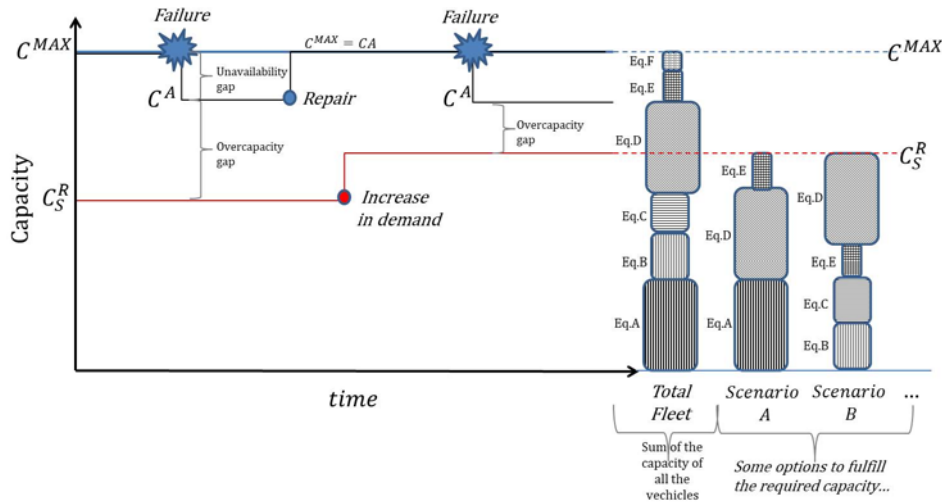 Failure
Failure
C^MAX
C^MAX = CA
C^MAX
Unavailability
gap
Eq.F
C^A
Repair
Eq.E
C^A
Overcapacity
gap
Eq.D
Overcapacity
gap
C_S^R
Eq.E
Eq.D
C_S^R
Increase
in demand
Eq.C
Eq.D
Capacity
Eq.B
Eq.E
Eq.C
Eq.A
Eq.A
Eq.B
time
Total
Fleet
Scenario
A
Scenario
B
...
Sum of the
capacity of
all the
vechicles
Some options to fulfill
the required capacity...